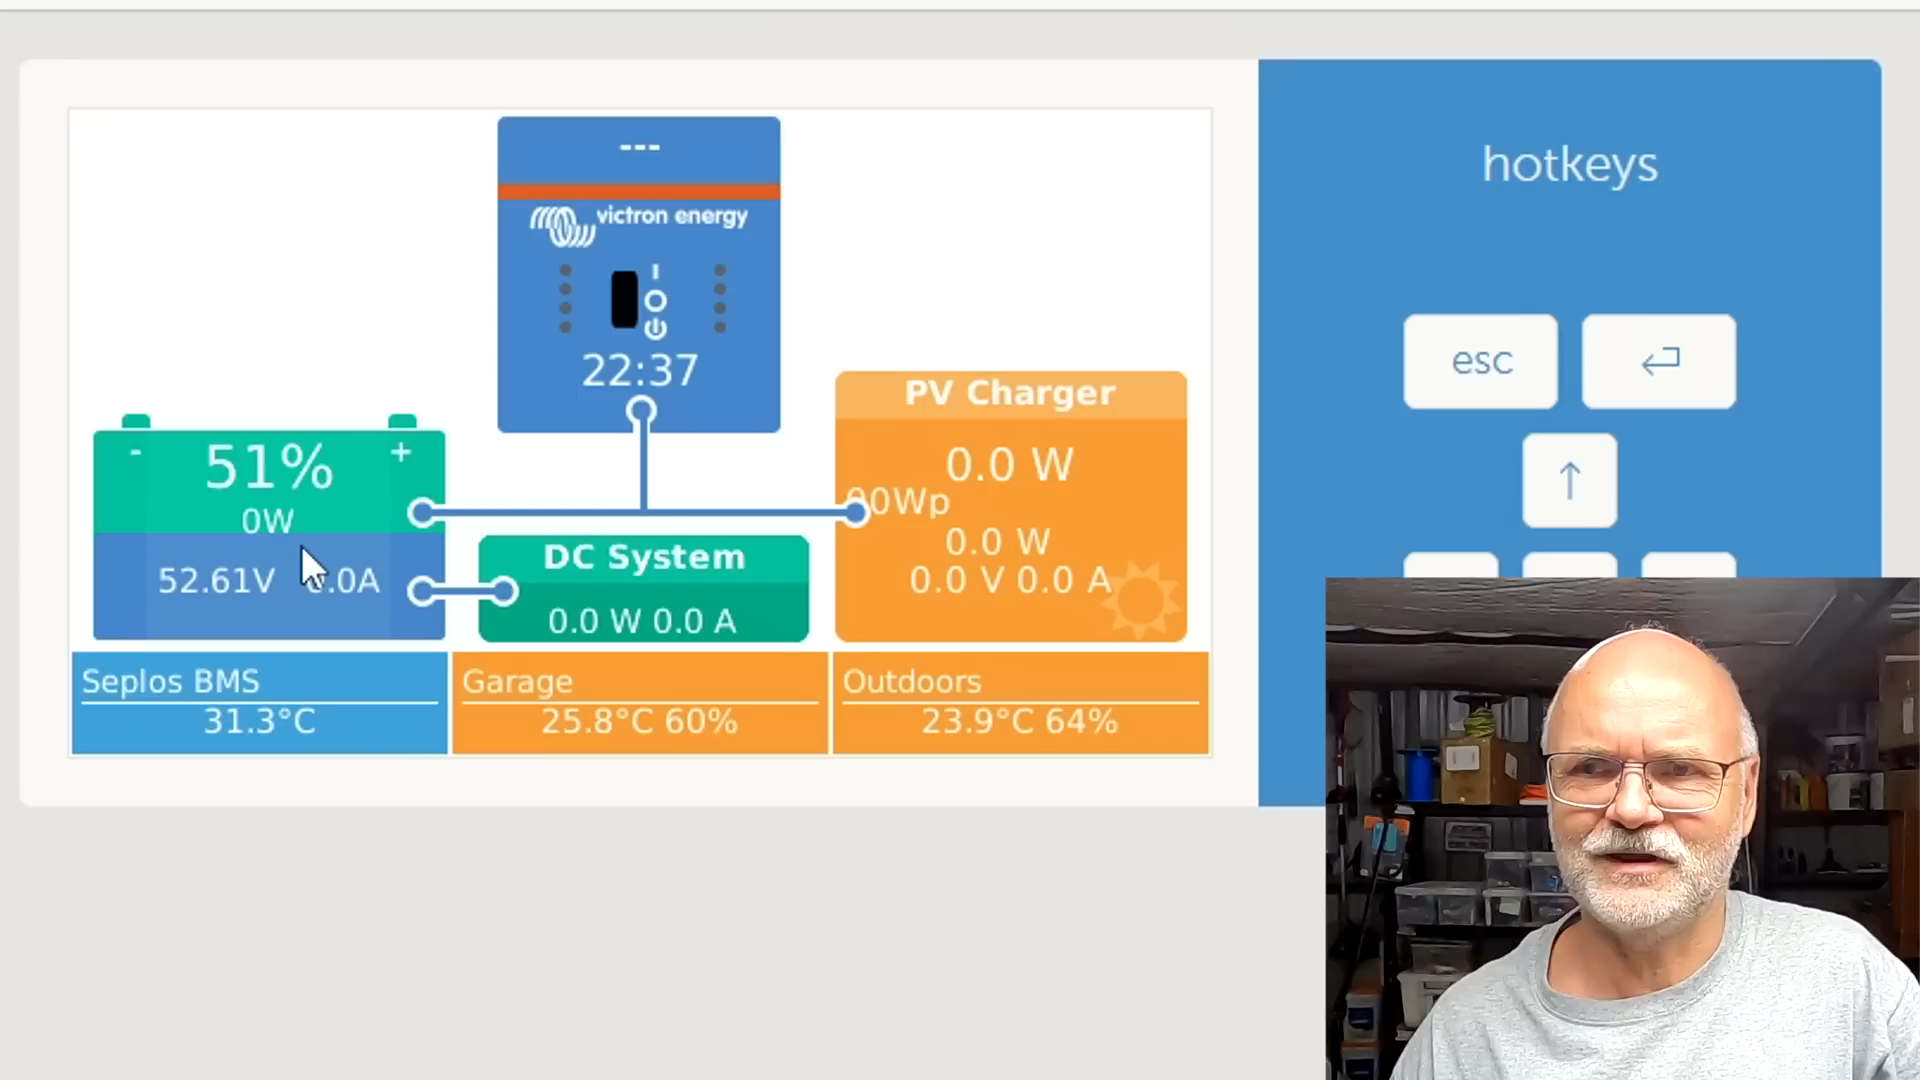 ---
victron energy
22:37
- 51% +
0W
52.61V .0A
DC System
0.0 W 0.0 A
PV Charger
0.0 W
0Wp
0.0 W
0.0 V 0.0 A
Seplos BMS
31.3°C
Garage
25.8°C 60%
Outdoors
23.9°C 64%
hotkeys
esc